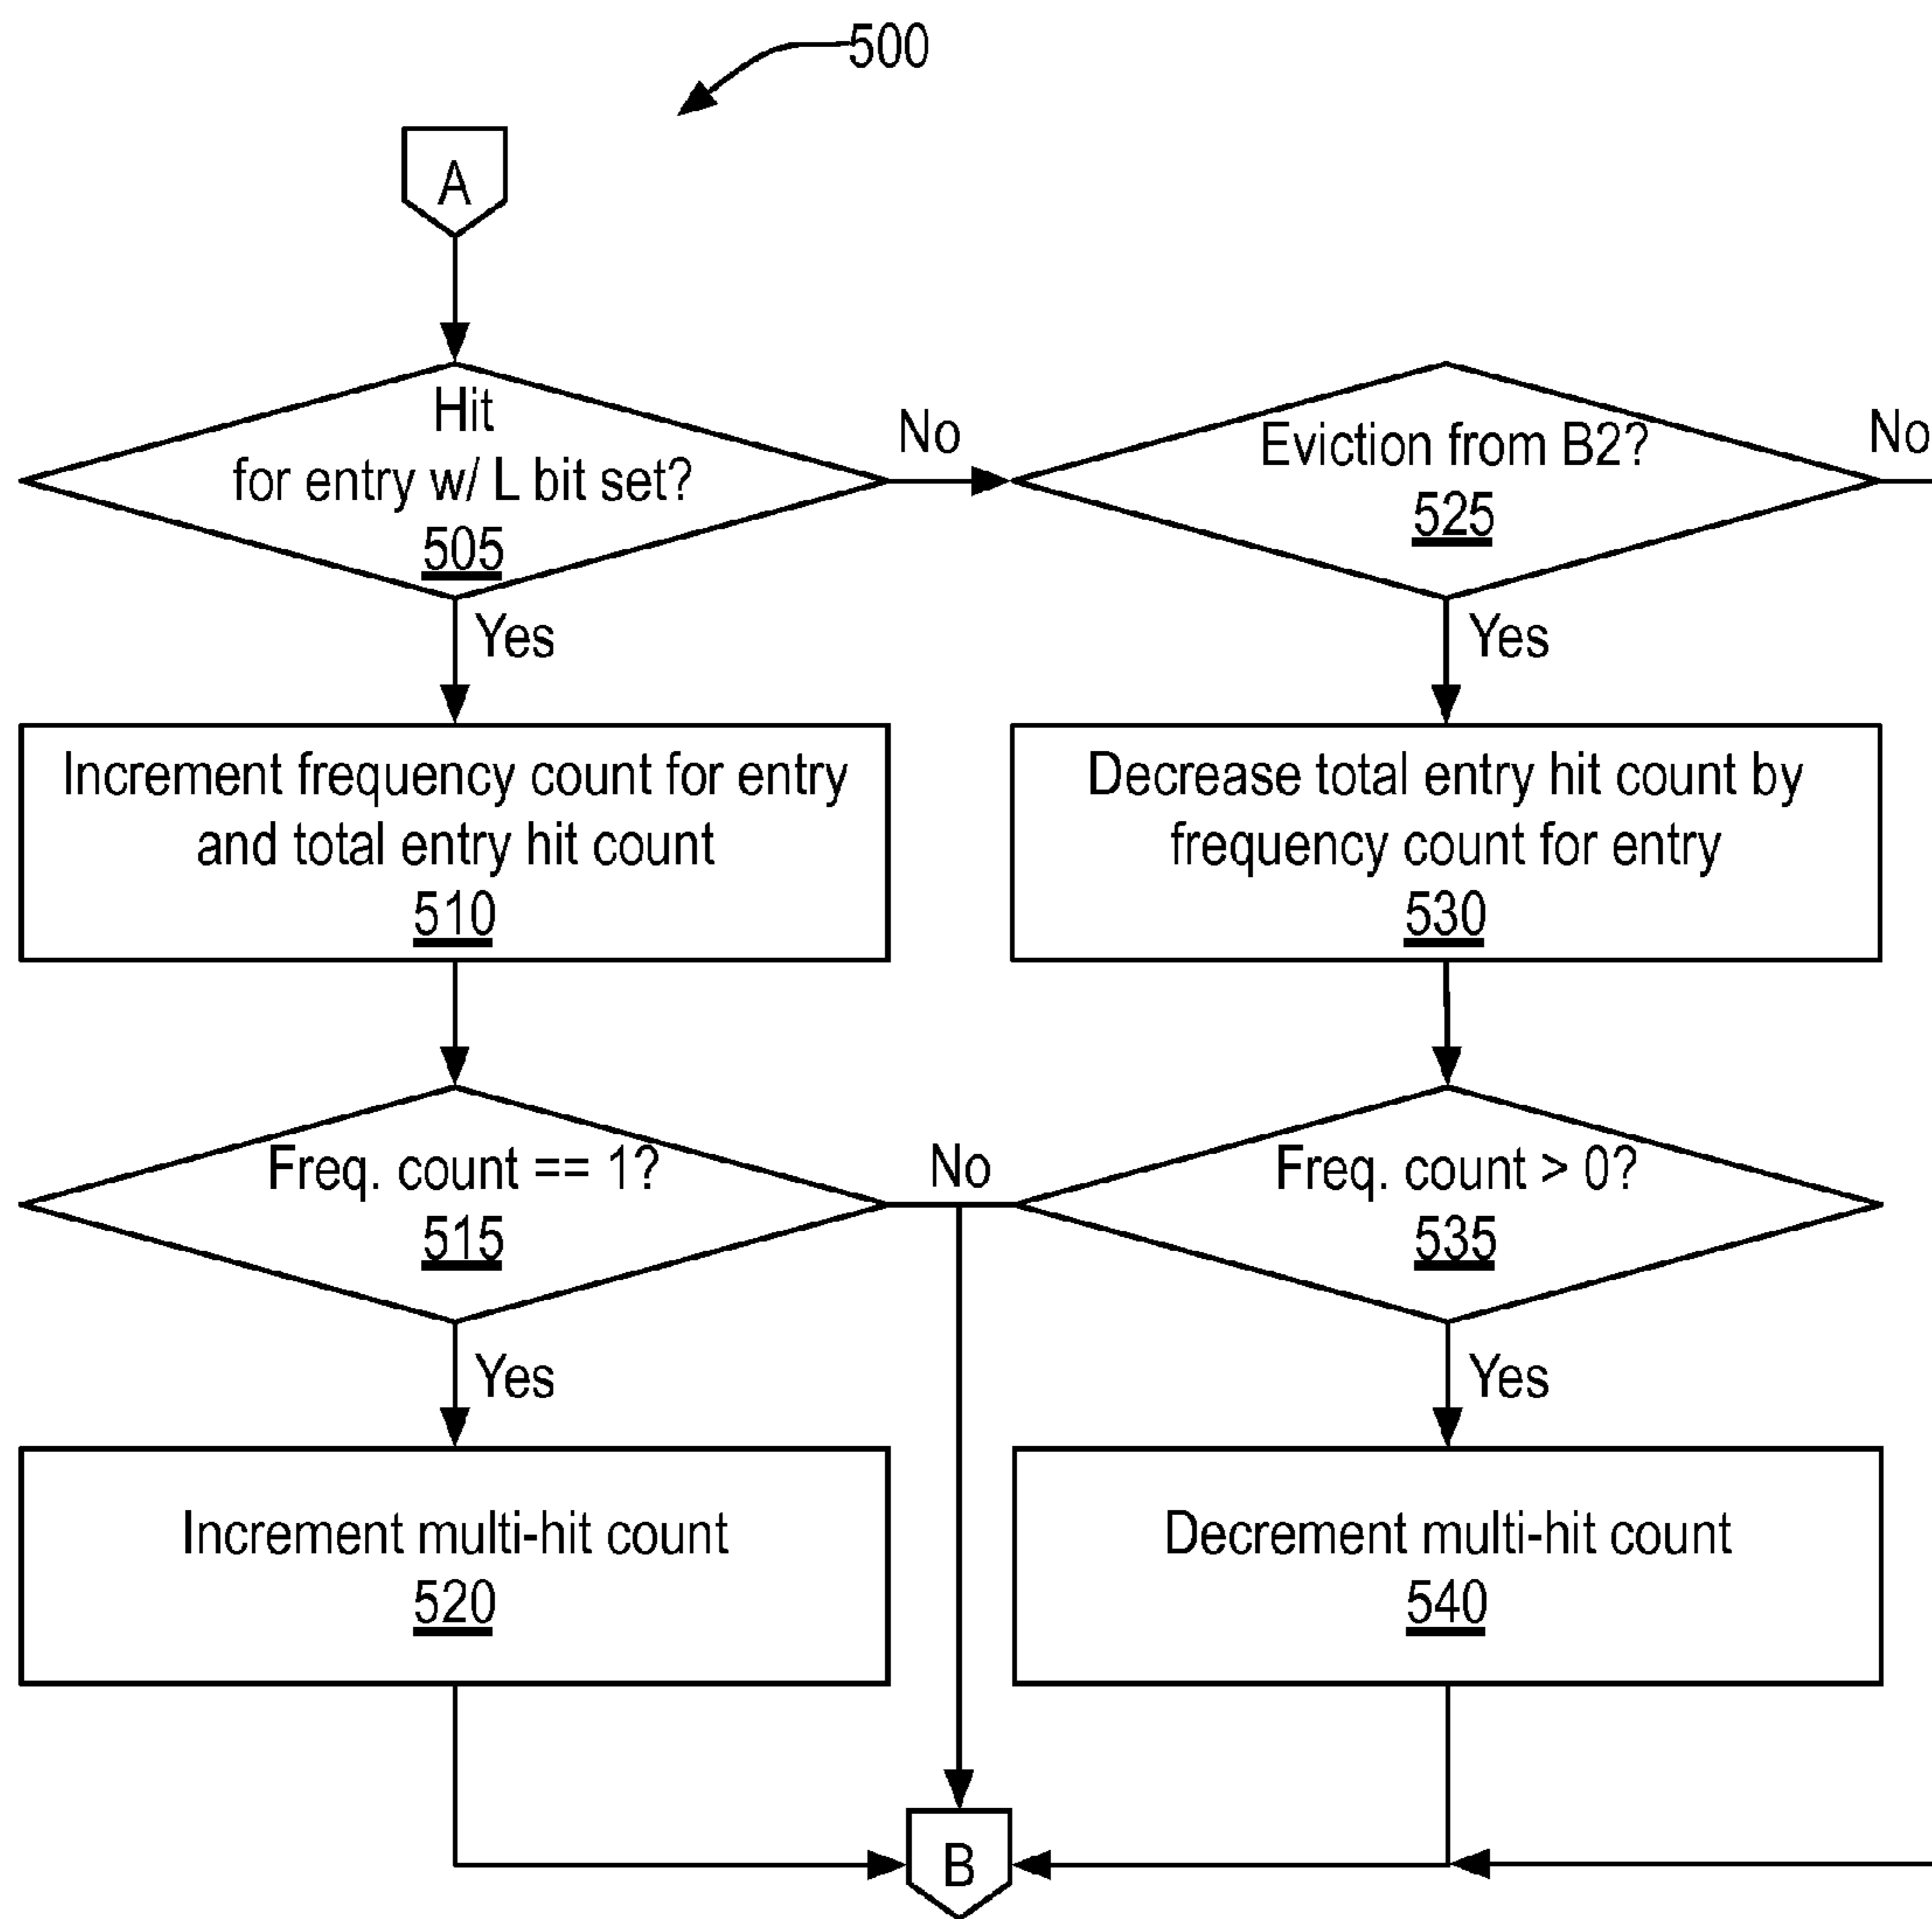 500
A
Hit
for entry w/ L bit set?
505
No
Eviction from B2?
525
No
Yes
Yes
Increment frequency count for entry
and total entry hit count
510
Decrease total entry hit count by
frequency count for entry
530
Freq. count == 1?
515
No
Freq. count > 0?
535
Yes
Yes
Increment multi-hit count
520
Decrement multi-hit count
540
B